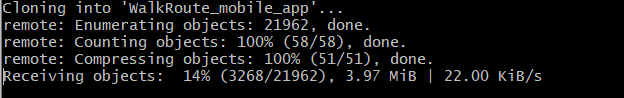 Cloning into 'WalkRoute_mobile_app'...
remote: Enumerating objects: 21962, done.
remote: Counting objects: 100% (58/58), done.
remote: Compressing objects: 100% (51/51), done.
Receiving objects:  14% (3268/21962), 3.97 MiB | 22.00 KiB/s